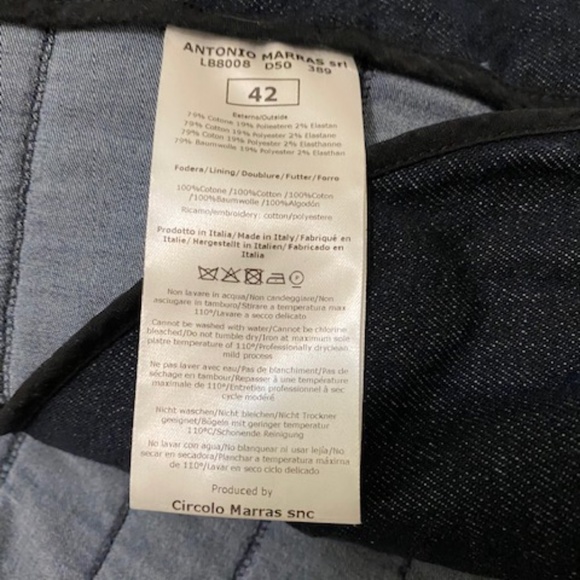 ANTONIO MARRAS srl
LB8008 D50 389
42
Esterno/Outside
79% Cotone 19% Poliestere 2% Elastan
79% Cotton 19% Polyester 2% Elastane
79% Coton 19% Polyester 2% Elasthanne
79% Baumwolle 19% Polyester 2% Elasthan
Fodera/Lining/Doublure/Futter/Forro
100%Cotone /100%Cotton /100%Coton
/100%Baumwolle /100%Algodón
Ricamo/embroidery: cotton/polyestere
Prodotto in Italia/Made in Italy/Fabriqué en
Italie/ Hergestellt in Italien/Fabricado en
Italia
Non lavare in acqua/Non candeggiare/Non
asciugare in tamburo/Stirare a temperatura max
110°/Lavare a secco delicato
Cannot be washed with water/Cannot be chlorine
bleached/Do not tumble dry/Iron at maximum sole
platre temperature of 110°/Professionally dryclean
mild process
Ne pas laver avec eau/Pas de blanchiment/Pas de
séchage en tambour/Repasser à une température
maximale de 110°/Entretien professionnel à sec
cycle modéré
Nicht waschen/Nicht bleichen/Nicht Trockner
geeignet/Bügeln mit geringer temperatur
110°C/Schonende Reinigung
No lavar con agua/No blanquear ni usar lejía/No
secar en secadora/Planchar a temperatura máxima
de 110°/Lavar en seco ciclo delicado
Produced by
Circolo Marras snc